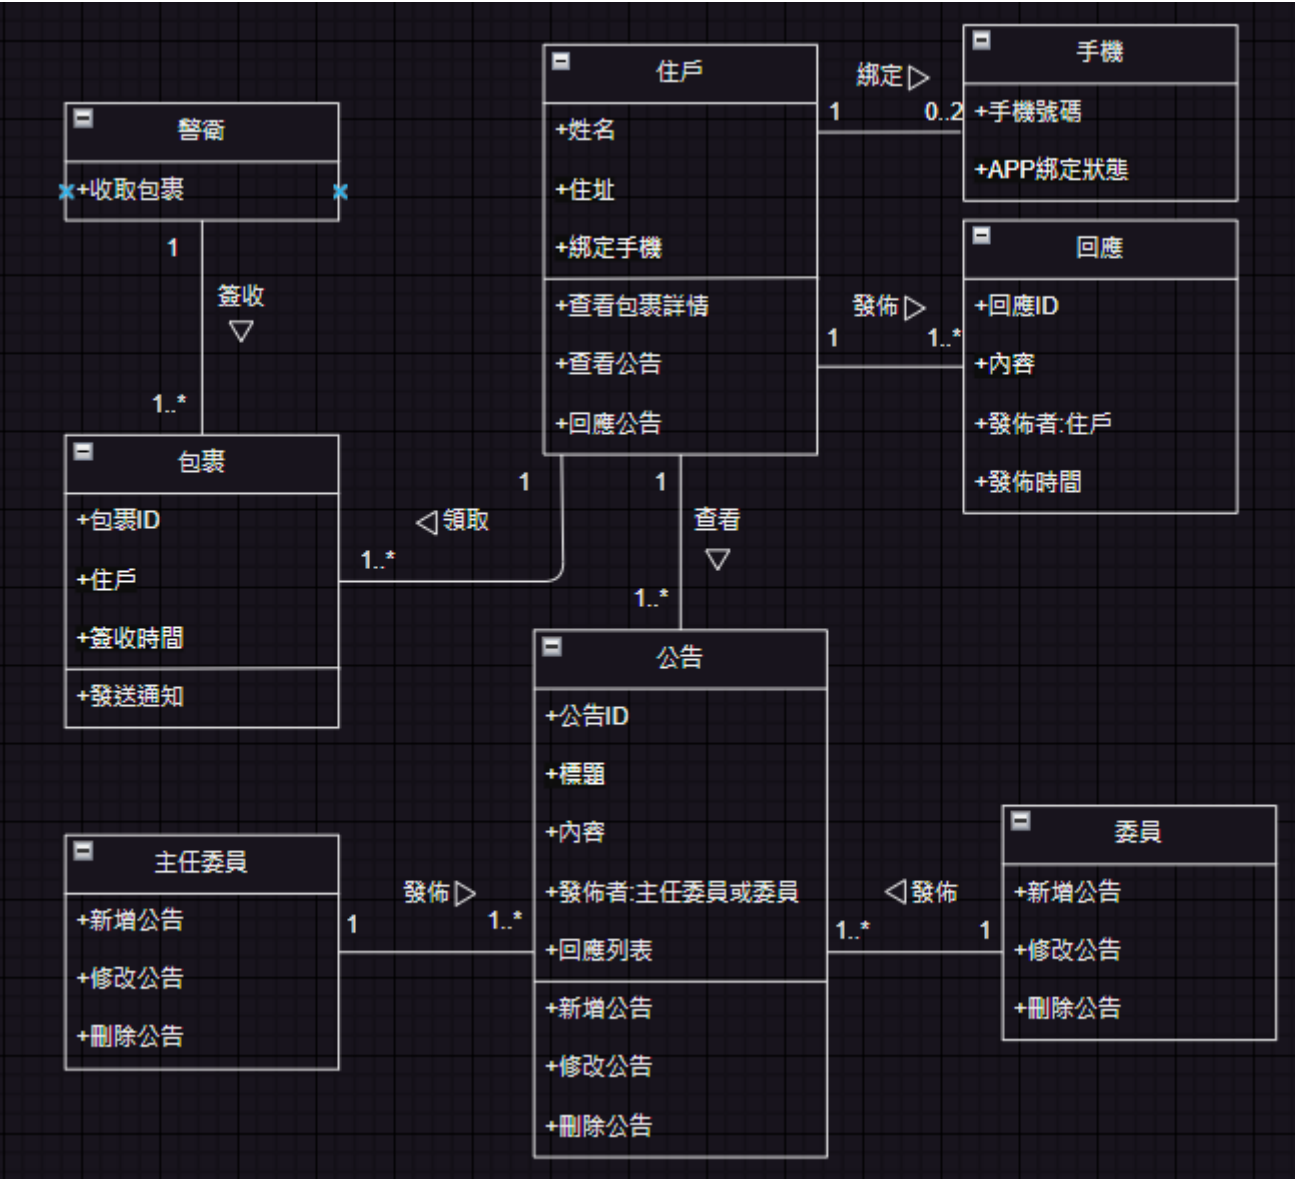 警衛
+收取包裹
1
簽收
1..*
包裹
+包裹ID
+住戶
+簽收時間
+發送通知
住戶
+姓名
+住址
+綁定手機
+查看包裹詳情
+查看公告
+回應公告
綁定
1
0..2
手機
+手機號碼
+APP綁定狀態
發佈
1
1..*
回應
+回應ID
+內容
+發佈者:住戶
+發佈時間
1
領取
1..*
1
查看
1..*
公告
+公告ID
+標題
+內容
+發佈者:主任委員或委員
+回應列表
+新增公告
+修改公告
+刪除公告
主任委員
+新增公告
+修改公告
+刪除公告
發佈
1
1..*
發佈
1..*
1
委員
+新增公告
+修改公告
+刪除公告